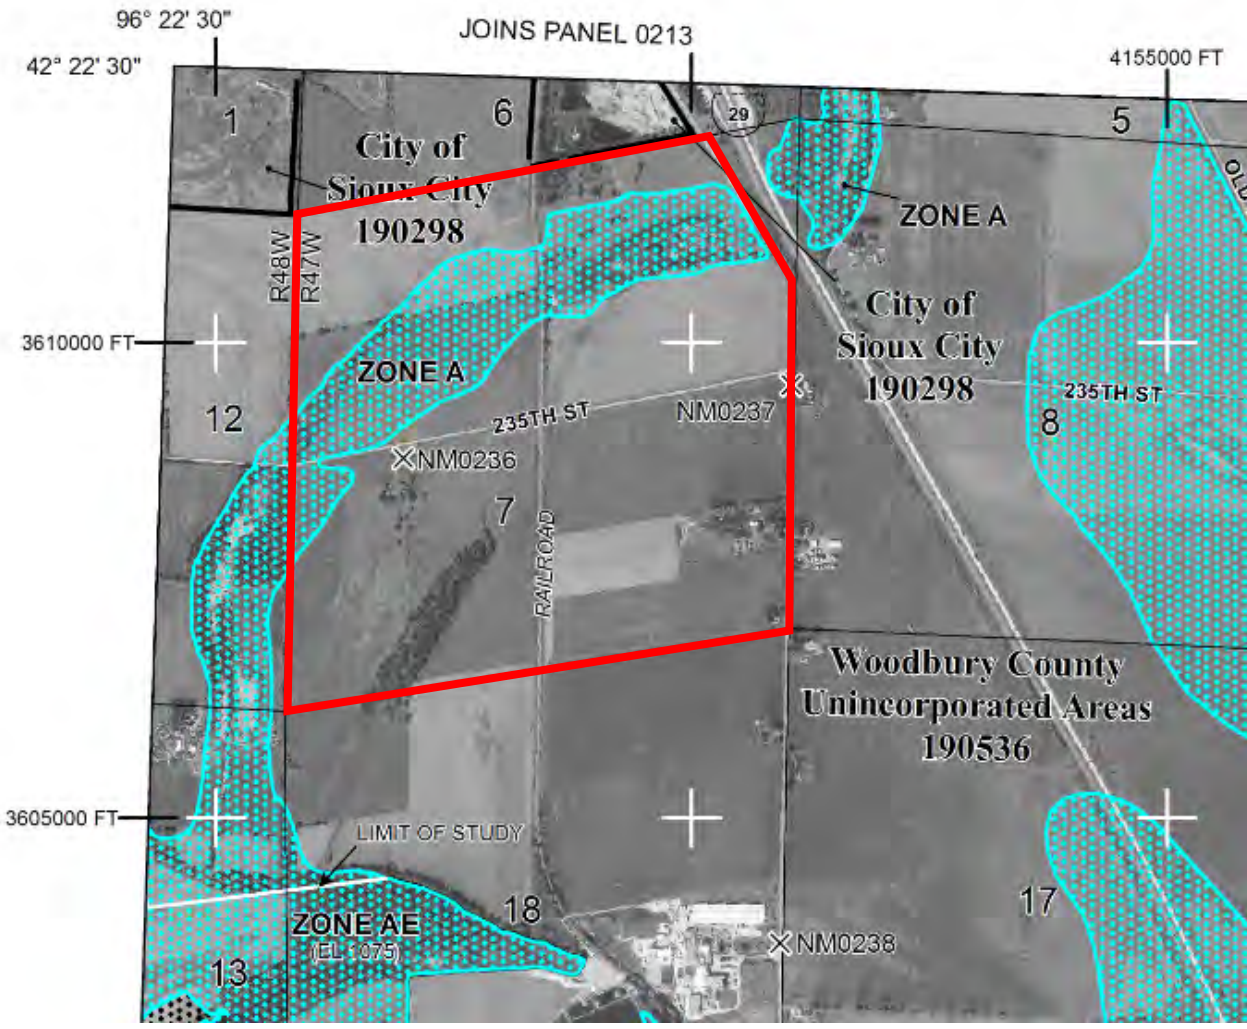 96° 22' 30"
JOINS PANEL 0213
4155000 FT
42° 22' 30"
1
6
29
5
City of
Sioux City
190298
ZONE A
R48W
R47W
City of
Sioux City
190298
3610000 FT
ZONE A
235TH ST
NM0237
235TH ST
12
8
NM0236
7
RAILROAD
Woodbury County
Unincorporated Areas
190536
3605000 FT
LIMIT OF STUDY
ZONE AE
(EL 1075)
18
17
NM0238
13
OLD